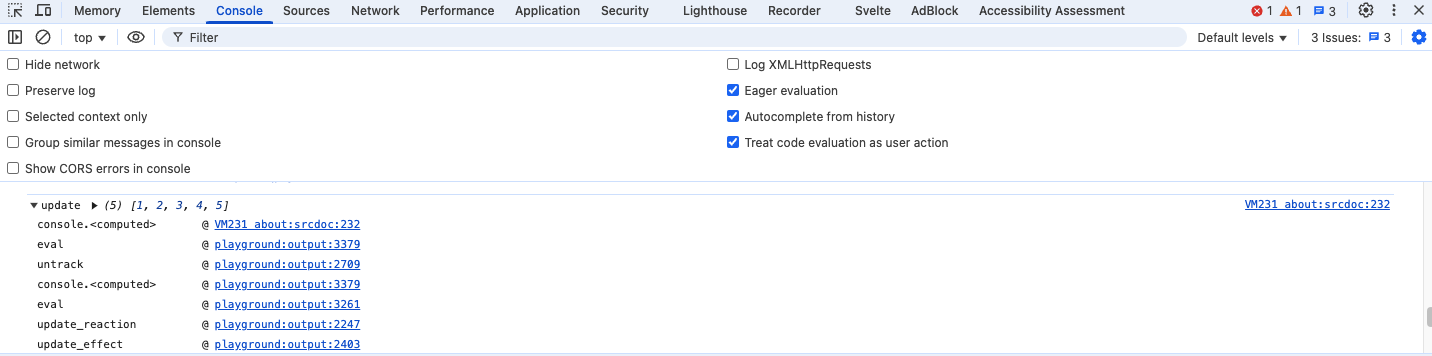 Memory Elements Console Sources Network Performance Application Security Lighthouse Recorder Svelte AdBlock Accessibility Assessment 1 1 3
top Filter Default levels 3 Issues: 3
Hide network Log XMLHttpRequests
Preserve log Eager evaluation
Selected context only Autocomplete from history
Group similar messages in console Treat code evaluation as user action
Show CORS errors in console
update (5) [1, 2, 3, 4, 5] VM231 about:srcdoc:232
console.<computed> @ VM231 about:srcdoc:232
eval @ playground:output:3379
untrack @ playground:output:2709
console.<computed> @ playground:output:3379
eval @ playground:output:3261
update_reaction @ playground:output:2247
update_effect @ playground:output:2403